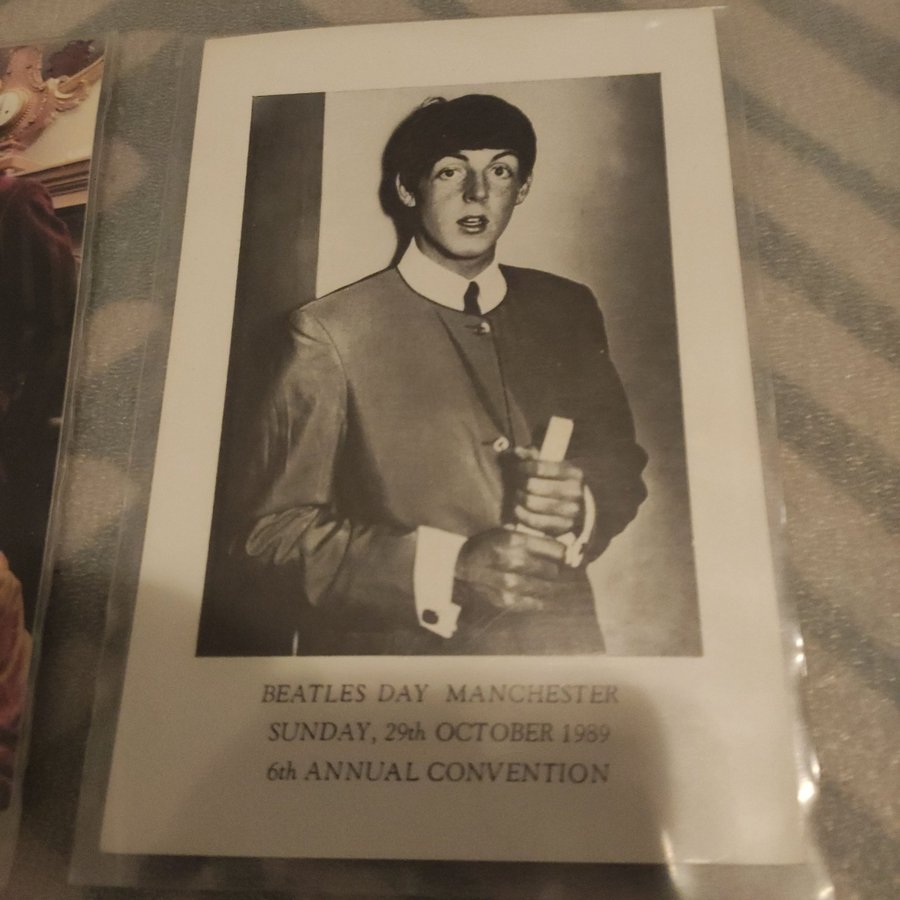 BEATLES DAY MANCHESTER
SUNDAY, 29th OCTOBER 1989
6th ANNUAL CONVENTION